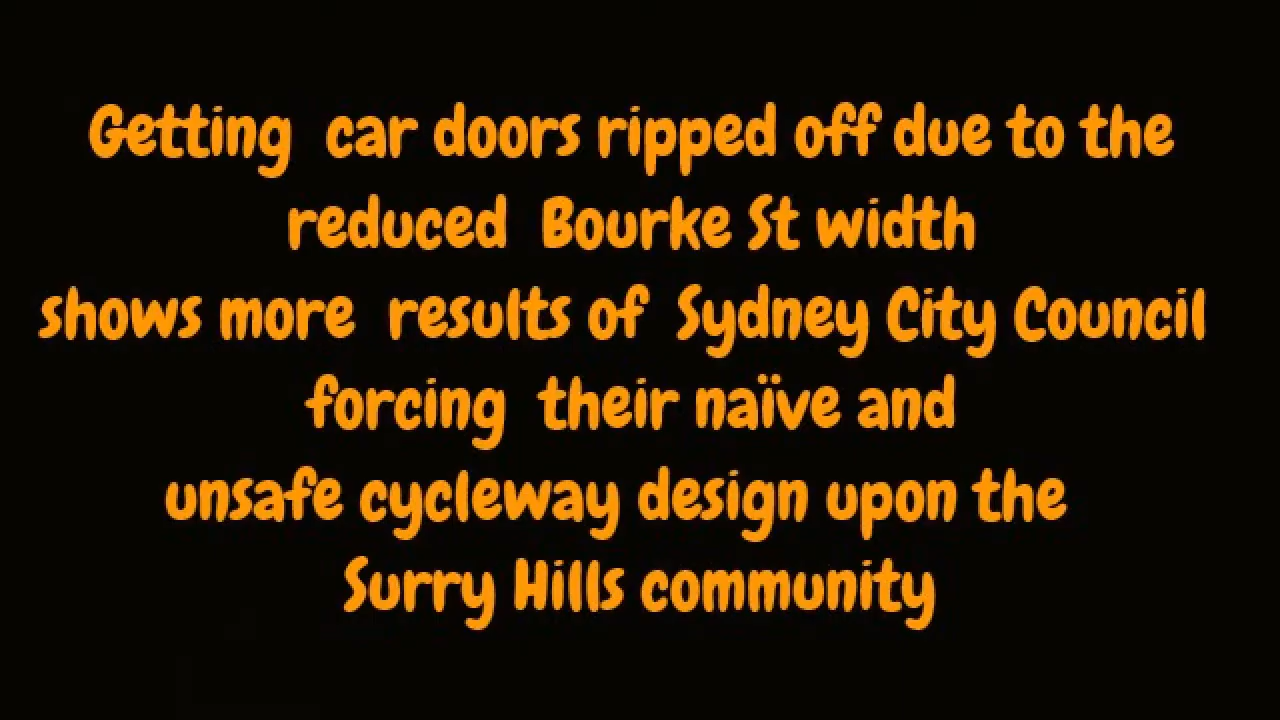 Getting car doors ripped off due to the
reduced Bourke St width
shows more results of Sydney City Council
forcing their naïve and
unsafe cycleway design upon the
Surry Hills community